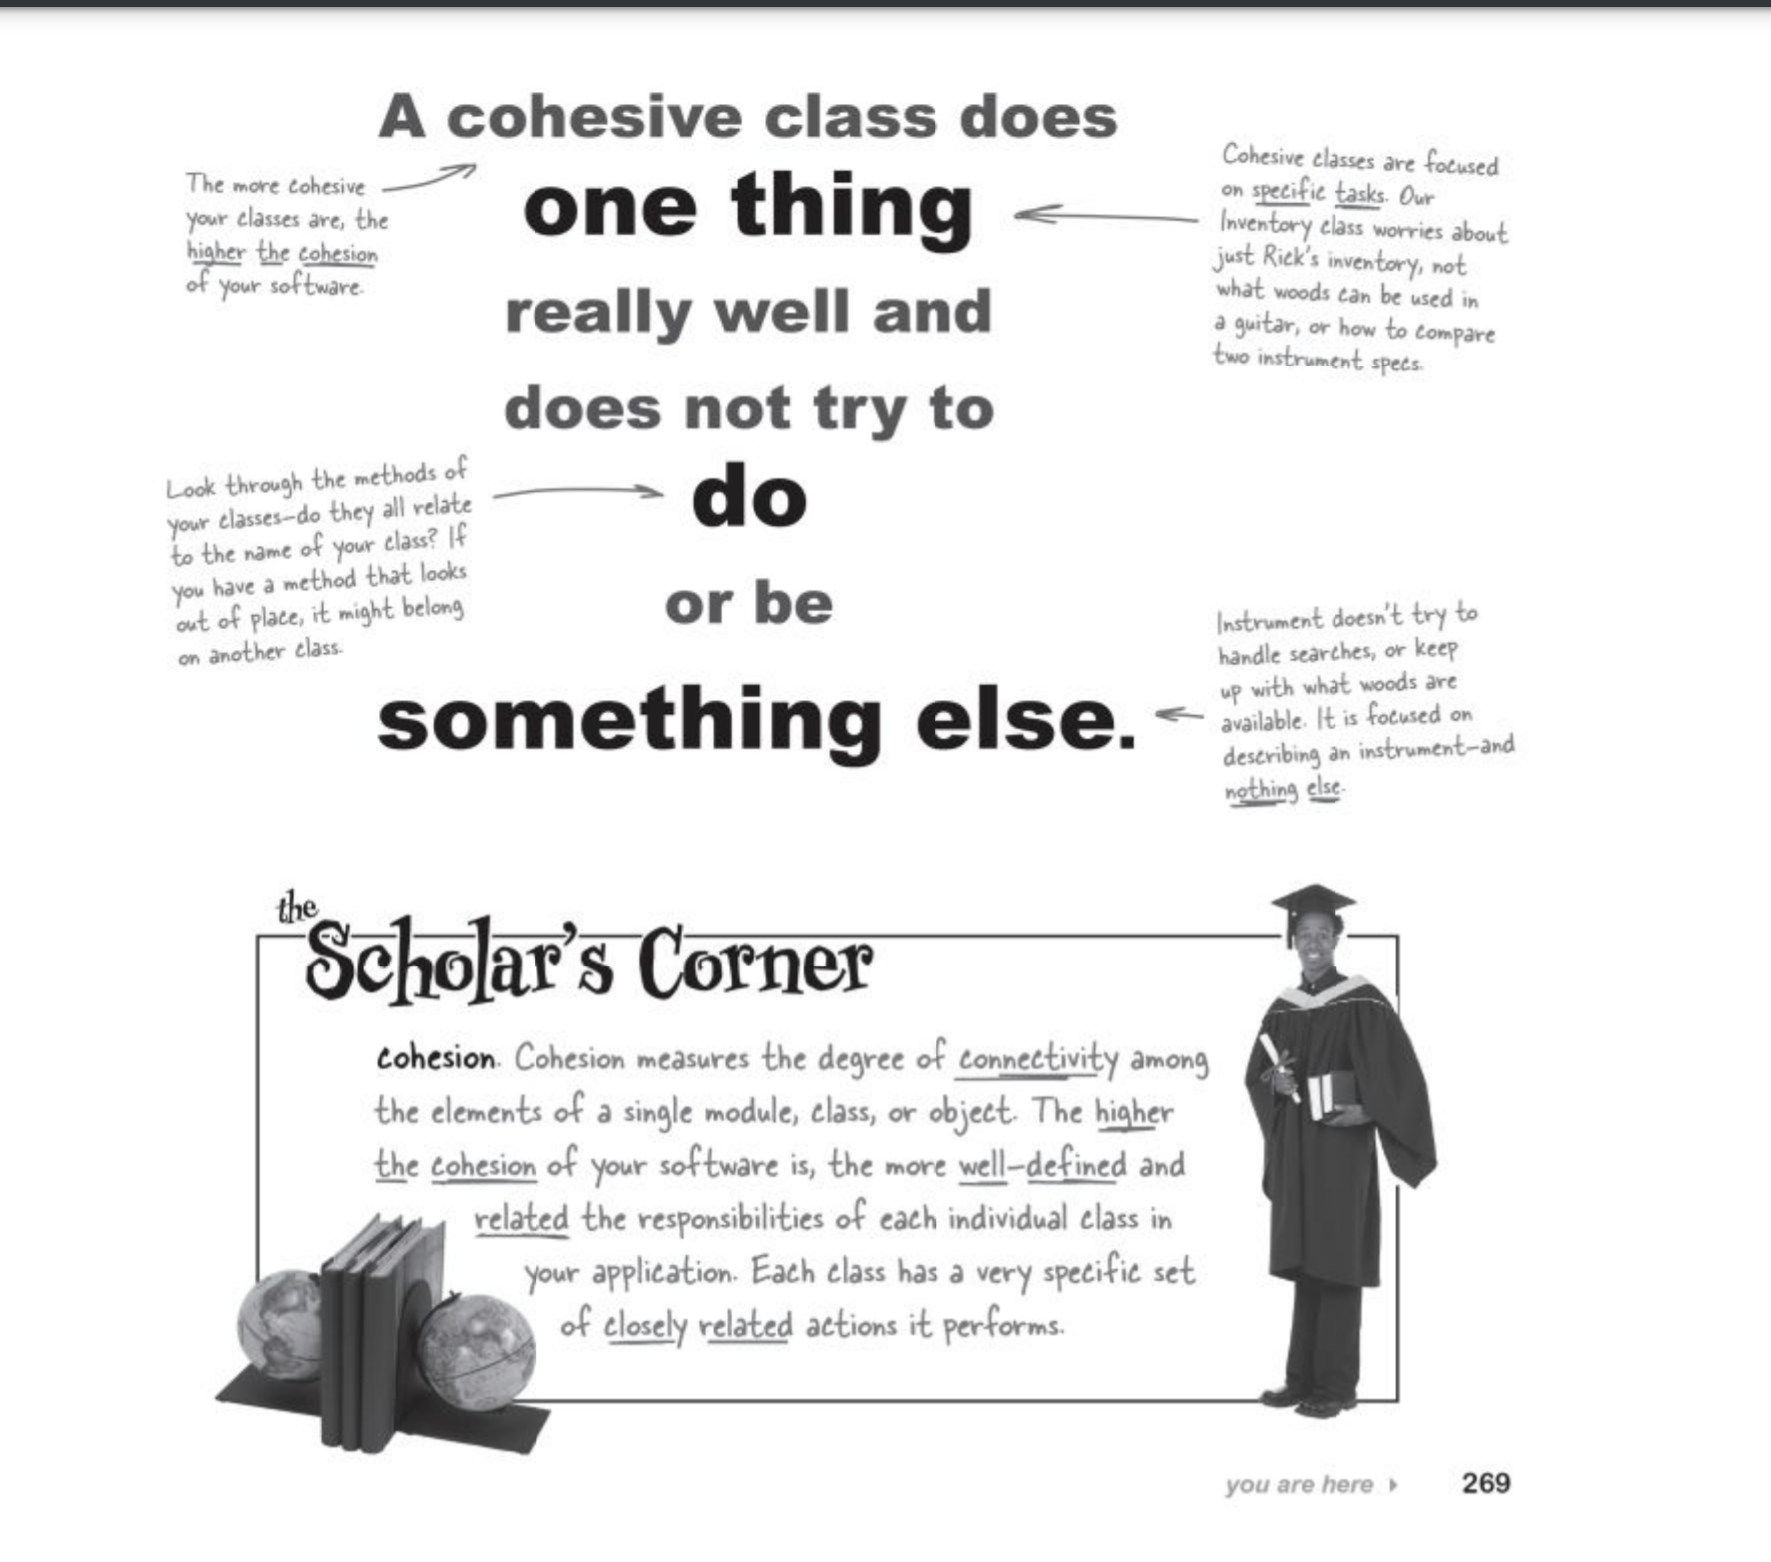 A cohesive class does
one thing
really well and
does not try to
do
or be
something else.
The more cohesive
your classes are, the
higher the cohesion
of your software.
Cohesive classes are focused
on specific tasks. Our
Inventory class worries about
just Rick's inventory, not
what woods can be used in
a guitar, or how to compare
two instrument specs.
Look through the methods of
your classes—do they all relate
to the name of your class? If
you have a method that looks
out of place, it might belong
on another class.
Instrument doesn't try to
handle searches, or keep
up with what woods are
available. It is focused on
describing an instrument—and
nothing else.
the
Scholar's Corner
cohesion. Cohesion measures the degree of connectivity among
the elements of a single module, class, or object. The higher
the cohesion of your software is, the more well-defined and
related the responsibilities of each individual class in
your application. Each class has a very specific set
of closely related actions it performs.
you are here ▸ 269